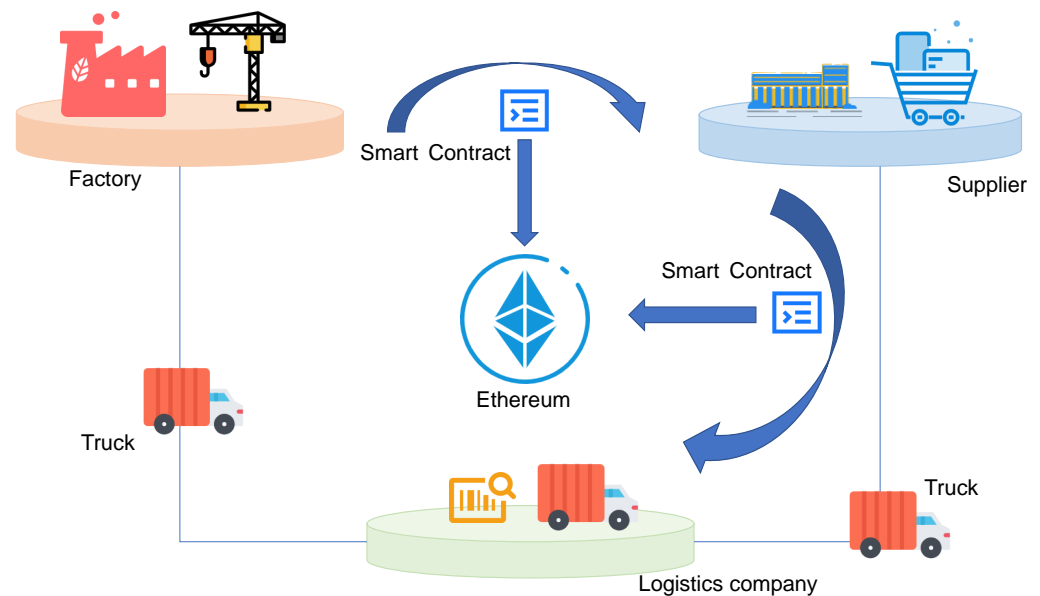 Smart Contract
Factory
Supplier
Smart Contract
Ethereum
Truck
Truck
Logistics company